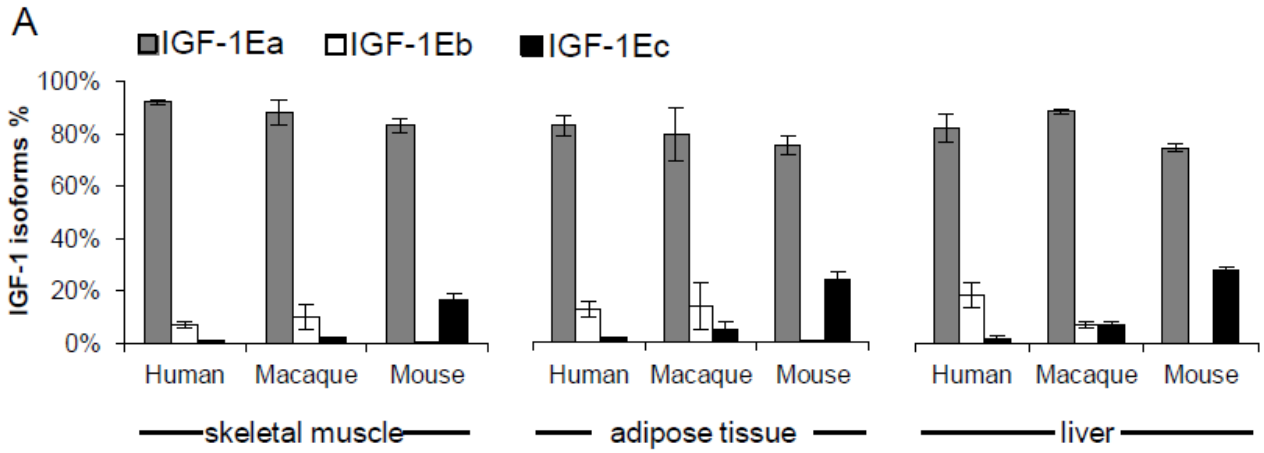 A
IGF-1Ea IGF-1Eb IGF-1Ec
IGF-1 isoforms %
100%
80%
60%
40%
20%
0%
Human Macaque Mouse Human Macaque Mouse Human Macaque Mouse
skeletal muscle adipose tissue liver